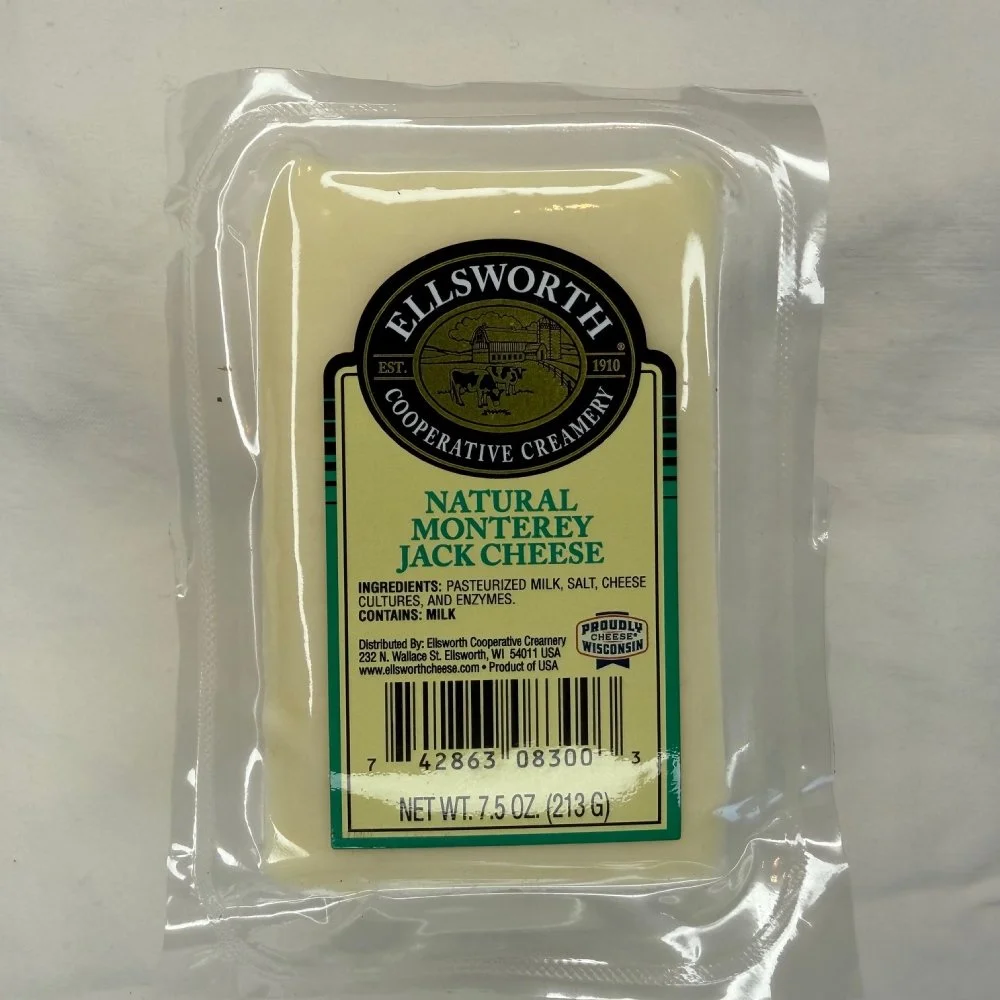 ELLSWORTH
®
EST. 1910
COOPERATIVE CREAMERY
NATURAL
MONTEREY
JACK CHEESE
INGREDIENTS: PASTEURIZED MILK, SALT, CHEESE
CULTURES, AND ENZYMES.
CONTAINS: MILK
Distributed By: Ellsworth Cooperative Creamery
232 N. Wallace St. Ellsworth, WI 54011 USA
www.ellsworthcheese.com • Product of USA
PROUDLY
CHEESE®
WISCONSIN
7 42863 08300 3
NET WT. 7.5 OZ. (213 G)